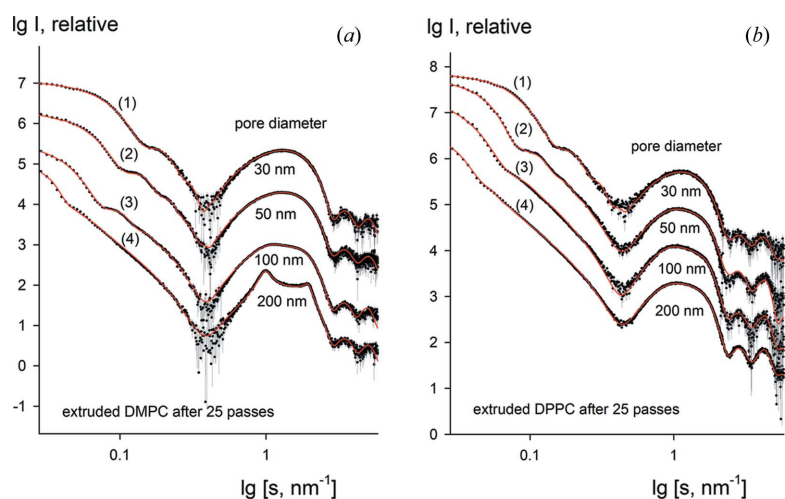 lg I, relative
(a)
7
6
5
4
3
2
1
0
-1
(1)
(2)
(3)
(4)
pore diameter
30 nm
50 nm
100 nm
200 nm
extruded DMPC after 25 passes
0.1
1
lg [s, nm⁻¹]
lg I, relative
(b)
8
7
6
5
4
3
2
1
0
(1)
(2)
(3)
(4)
pore diameter
30 nm
50 nm
100 nm
200 nm
extruded DPPC after 25 passes
0.1
1
lg [s, nm⁻¹]